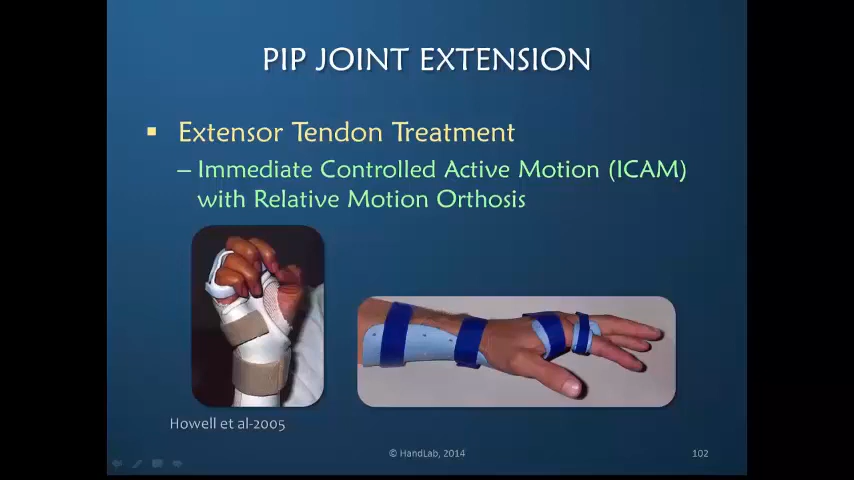 PIP JOINT EXTENSION
▪ Extensor Tendon Treatment
– Immediate Controlled Active Motion (ICAM)
with Relative Motion Orthosis
Howell et al-2005
© HandLab, 2014
102